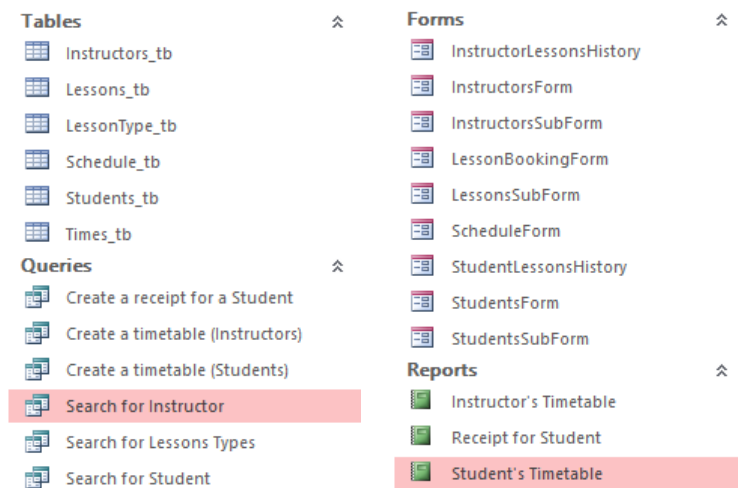 Tables
Instructors_tb
Lessons_tb
LessonType_tb
Schedule_tb
Students_tb
Times_tb
Queries
Create a receipt for a Student
Create a timetable (Instructors)
Create a timetable (Students)
Search for Instructor
Search for Lessons Types
Search for Student
Forms
InstructorLessonsHistory
InstructorsForm
InstructorsSubForm
LessonBookingForm
LessonsSubForm
ScheduleForm
StudentLessonsHistory
StudentsForm
StudentsSubForm
Reports
Instructor's Timetable
Receipt for Student
Student's Timetable